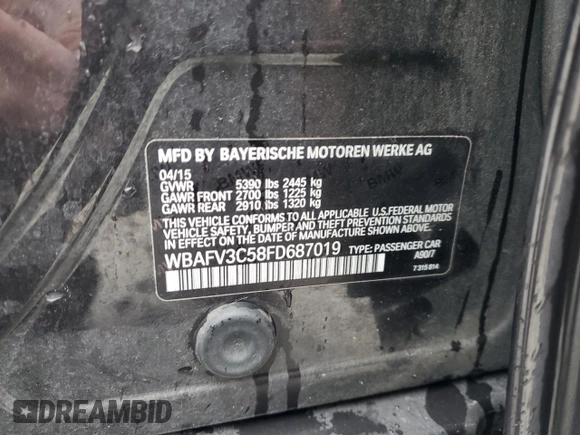 MFD BY BAYERISCHE MOTOREN WERKE AG
04/15
GVWR 5390 lbs 2445 kg
GAWR FRONT 2700 lbs 1225 kg
GAWR REAR 2910 lbs 1320 kg
THIS VEHICLE CONFORMS TO ALL APPLICABLE U.S. FEDERAL MOTOR
VEHICLE SAFETY, BUMPER AND THEFT PREVENTION STANDARDS
IN EFFECT ON THE DATE OF MANUFACTURE SHOWN ABOVE.
WBAFV3C58FD687019 TYPE: PASSENGER CAR
A90/7
7 315 814
DREAMBID